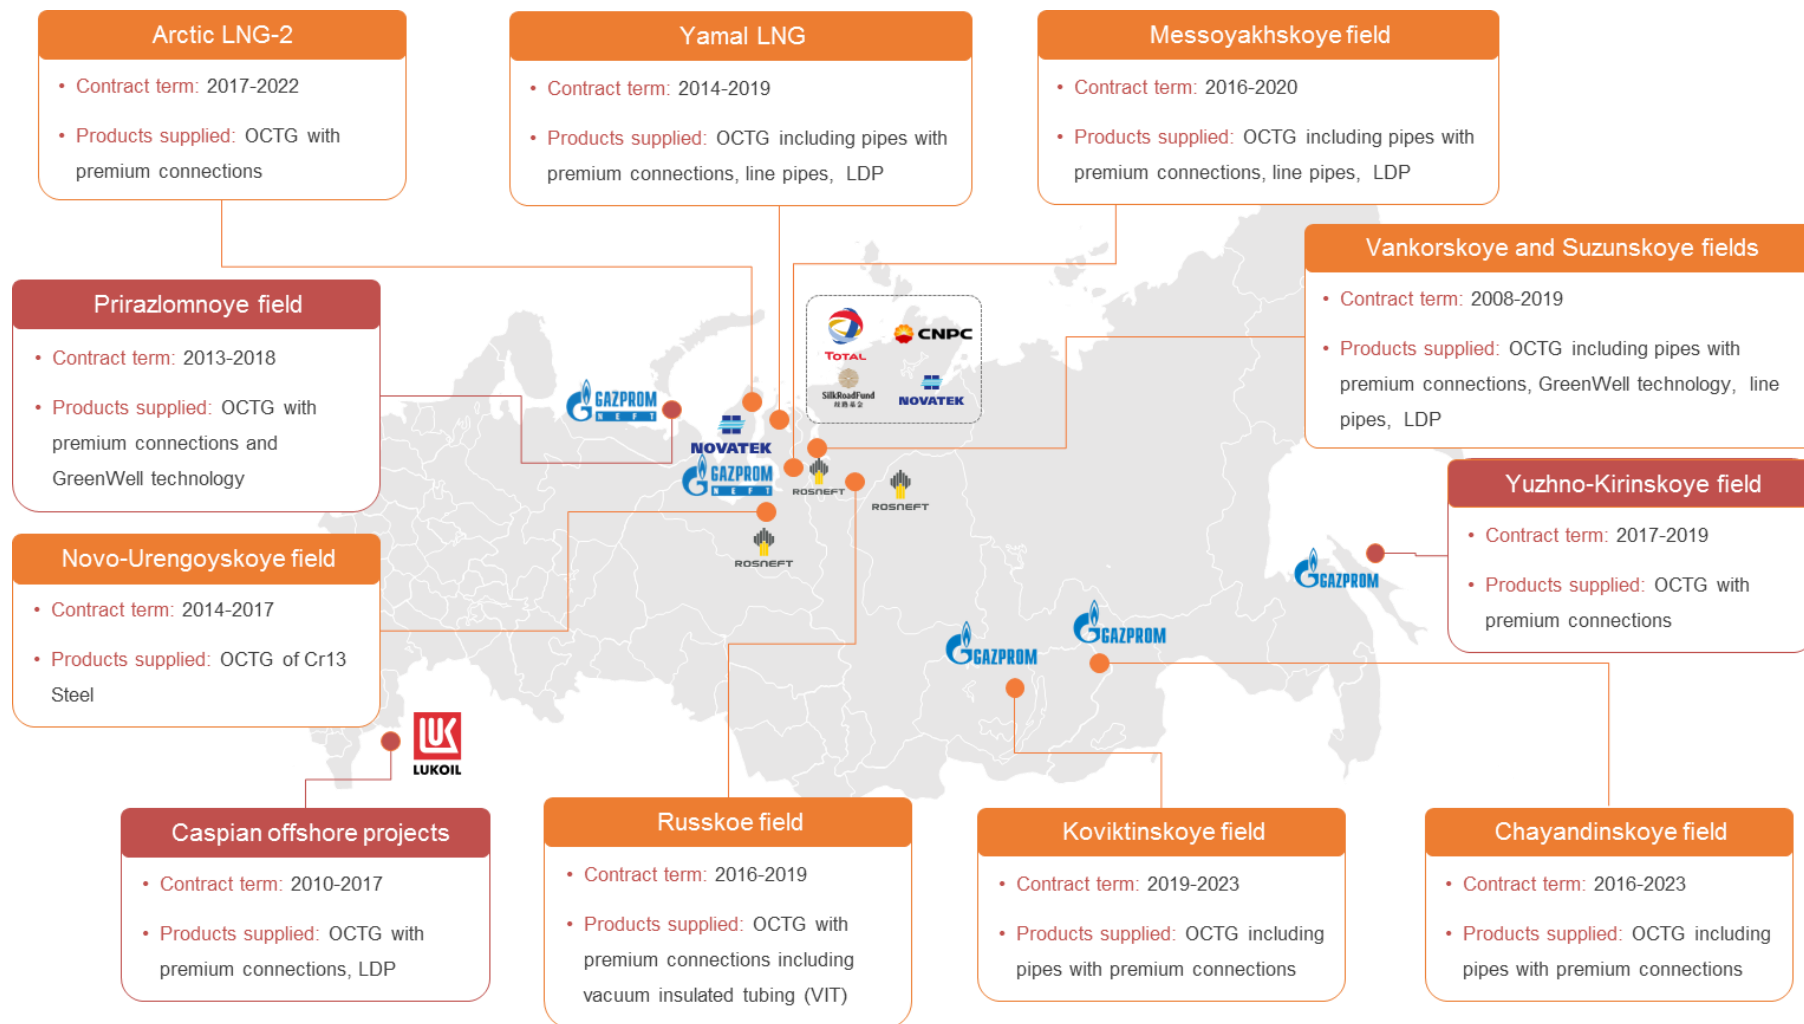 Arctic LNG-2
• Contract term: 2017-2022
• Products supplied: OCTG with
premium connections
Yamal LNG
• Contract term: 2014-2019
• Products supplied: OCTG including pipes with
premium connections, line pipes, LDP
Messoyakhskoye field
• Contract term: 2016-2020
• Products supplied: OCTG including pipes with
premium connections, line pipes, LDP
Vankorskoye and Suzunskoye fields
• Contract term: 2008-2019
• Products supplied: OCTG including pipes with
premium connections, GreenWell technology, line
pipes, LDP
Prirazlomnoye field
• Contract term: 2013-2018
• Products supplied: OCTG with
premium connections and
GreenWell technology
TOTAL
CNPC
SilkRoadFund
丝路基金
NOVATEK
GAZPROM
NEFT
NOVATEK
GAZPROM
NEFT
ROSNEFT
ROSNEFT
ROSNEFT
Yuzhno-Kirinskoye field
• Contract term: 2017-2019
• Products supplied: OCTG with
premium connections
GAZPROM
Novo-Urengoyskoye field
• Contract term: 2014-2017
• Products supplied: OCTG of Cr13
Steel
GAZPROM
GAZPROM
LUK
LUKOIL
Caspian offshore projects
• Contract term: 2010-2017
• Products supplied: OCTG with
premium connections, LDP
Russkoe field
• Contract term: 2016-2019
• Products supplied: OCTG with
premium connections including
vacuum insulated tubing (VIT)
Koviktinskoye field
• Contract term: 2019-2023
• Products supplied: OCTG including
pipes with premium connections
Chayandinskoye field
• Contract term: 2016-2023
• Products supplied: OCTG including
pipes with premium connections